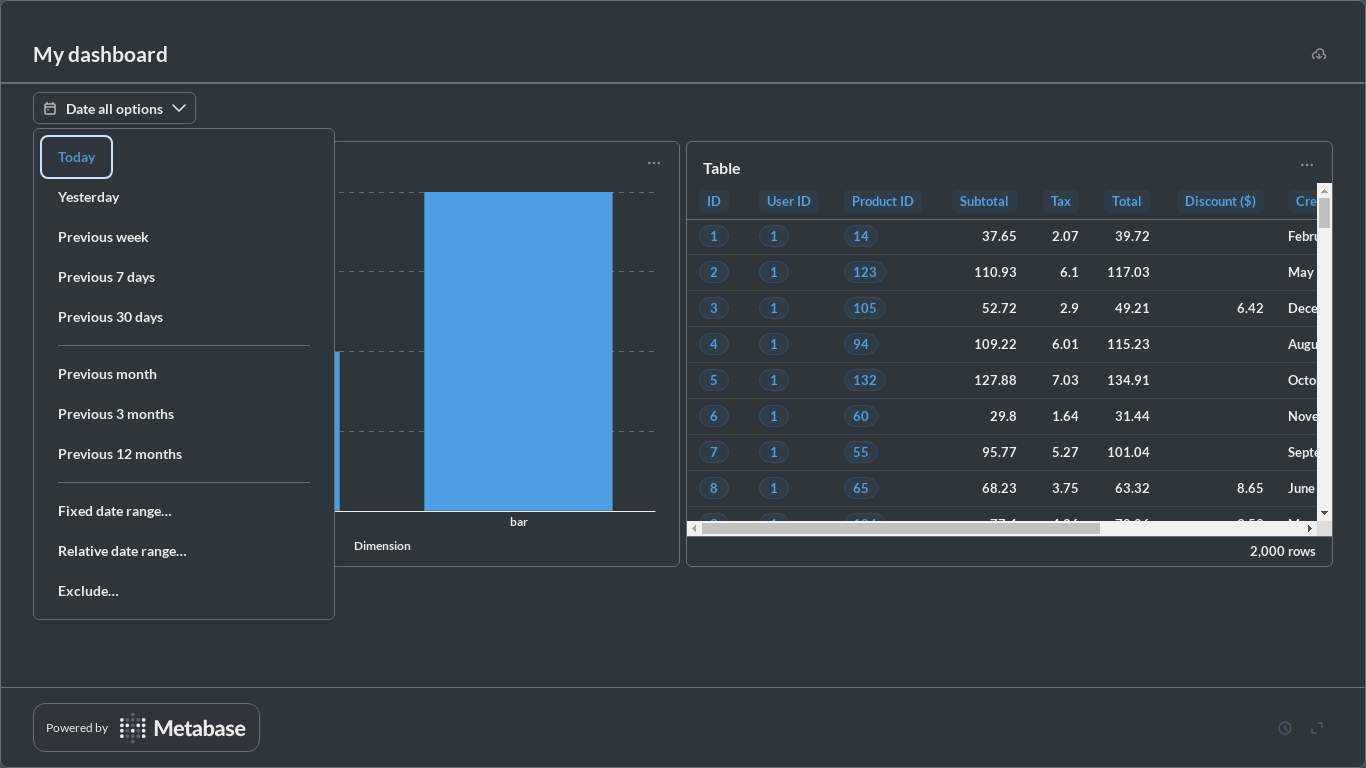 My dashboard
Date all options
Today
Yesterday
Previous week
Previous 7 days
Previous 30 days
Previous month
Previous 3 months
Previous 12 months
Fixed date range...
Relative date range...
Exclude...
bar
Dimension
Table
ID User ID Product ID Subtotal Tax Total Discount ($) Cre
1 1 14 37.65 2.07 39.72 Febru
2 1 123 110.93 6.1 117.03 May
3 1 105 52.72 2.9 49.21 6.42 Dece
4 1 94 109.22 6.01 115.23 Augu
5 1 132 127.88 7.03 134.91 Octo
6 1 60 29.8 1.64 31.44 Nove
7 1 55 95.77 5.27 101.04 Septe
8 1 65 68.23 3.75 63.32 8.65 June
2,000 rows
Powered by Metabase